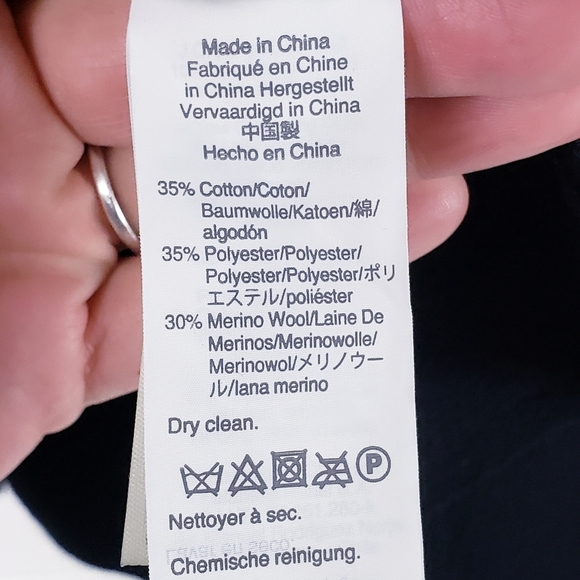 Made in China
Fabriqué en Chine
in China Hergestellt
Vervaardigd in China
中国製
Hecho en China
35% Cotton/Coton/
Baumwolle/Katoen/綿/
algodón
35% Polyester/Polyester/
Polyester/Polyester/ポリ
エステル/poliéster
30% Merino Wool/Laine De
Merinos/Merinowolle/
Merinowol/メリノウー
ル/lana merino
Dry clean.
P
Nettoyer à sec.
Chemische reinigung.